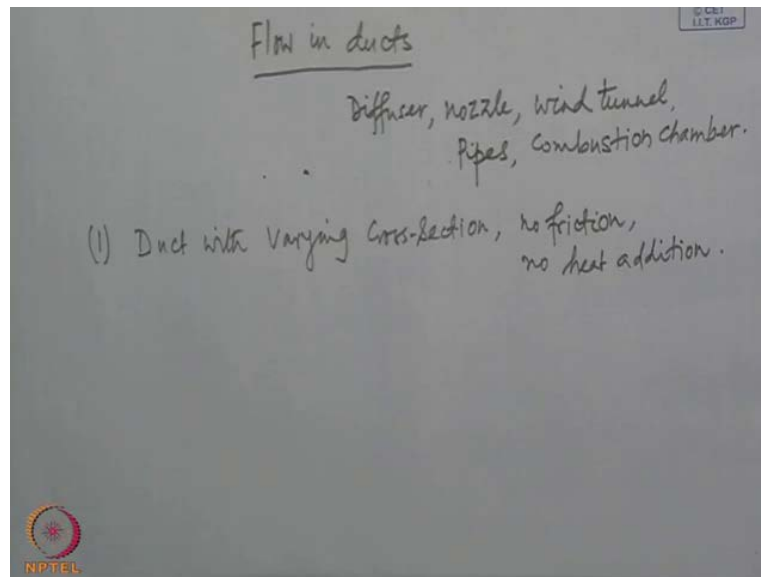 © CET
I.I.T. KGP
Flow in ducts
Diffuser, nozzle, wind tunnel,
Pipes, Combustion chamber.
(1) Duct with Varying Cross-Section, no friction,
no heat addition.
NPTEL